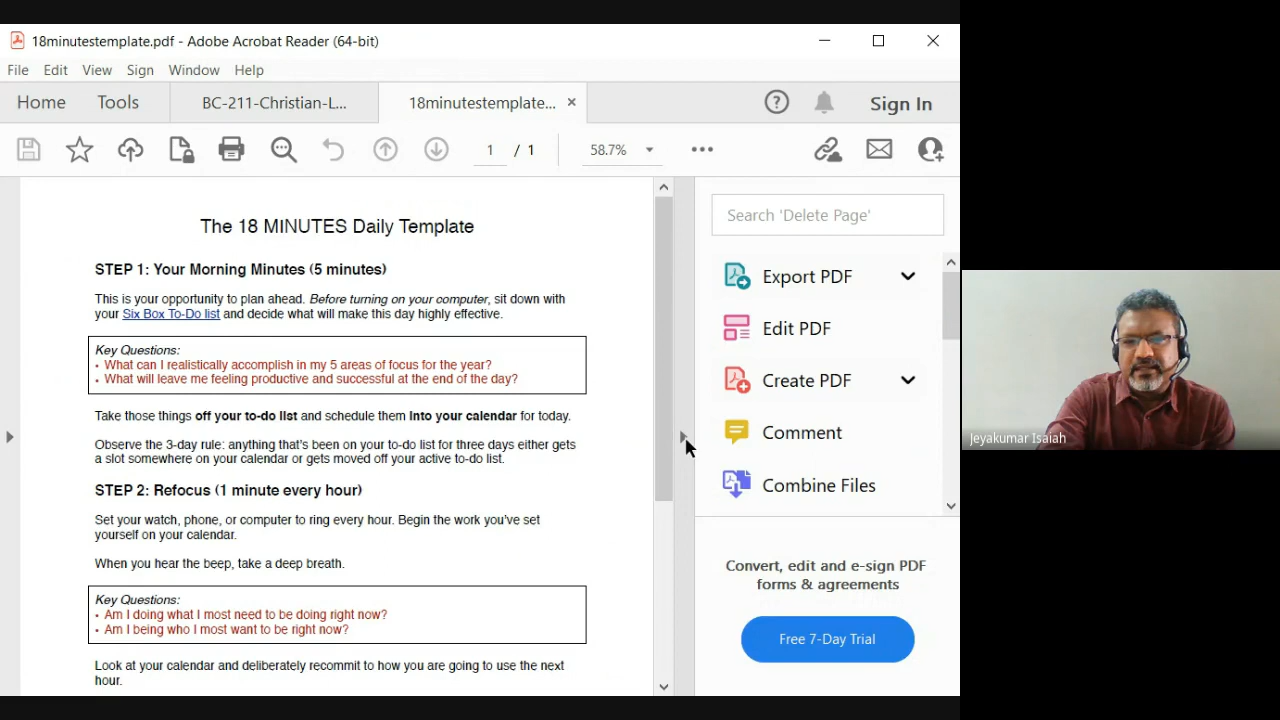 18minutestemplate.pdf - Adobe Acrobat Reader (64-bit)
File Edit View Sign Window Help
Home Tools BC-211-Christian-L... 18minutestemplate... × ? Sign In
1 / 1 58.7%
The 18 MINUTES Daily Template
STEP 1: Your Morning Minutes (5 minutes)
This is your opportunity to plan ahead. Before turning on your computer, sit down with
your Six Box To-Do list and decide what will make this day highly effective.
Key Questions:
• What can I realistically accomplish in my 5 areas of focus for the year?
• What will leave me feeling productive and successful at the end of the day?
Take those things off your to-do list and schedule them into your calendar for today.
Observe the 3-day rule: anything that's been on your to-do list for three days either gets
a slot somewhere on your calendar or gets moved off your active to-do list.
STEP 2: Refocus (1 minute every hour)
Set your watch, phone, or computer to ring every hour. Begin the work you've set
yourself on your calendar.
When you hear the beep, take a deep breath.
Key Questions:
• Am I doing what I most need to be doing right now?
• Am I being who I most want to be right now?
Look at your calendar and deliberately recommit to how you are going to use the next
hour.
Search 'Delete Page'
Export PDF
Edit PDF
Create PDF
Comment
Combine Files
Convert, edit and e-sign PDF
forms & agreements
Free 7-Day Trial
Jeyakumar Isaiah